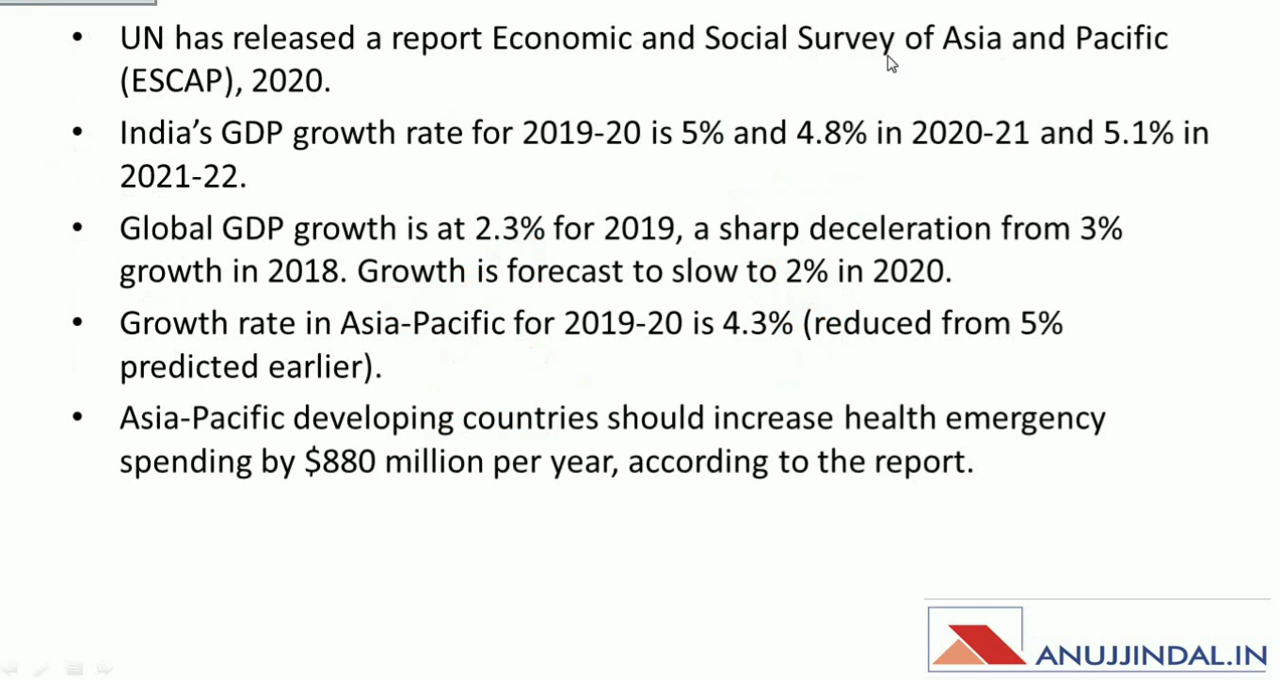 • UN has released a report Economic and Social Survey of Asia and Pacific
(ESCAP), 2020.
• India’s GDP growth rate for 2019-20 is 5% and 4.8% in 2020-21 and 5.1% in
2021-22.
• Global GDP growth is at 2.3% for 2019, a sharp deceleration from 3%
growth in 2018. Growth is forecast to slow to 2% in 2020.
• Growth rate in Asia-Pacific for 2019-20 is 4.3% (reduced from 5%
predicted earlier).
• Asia-Pacific developing countries should increase health emergency
spending by $880 million per year, according to the report.
ANUJJINDAL.IN